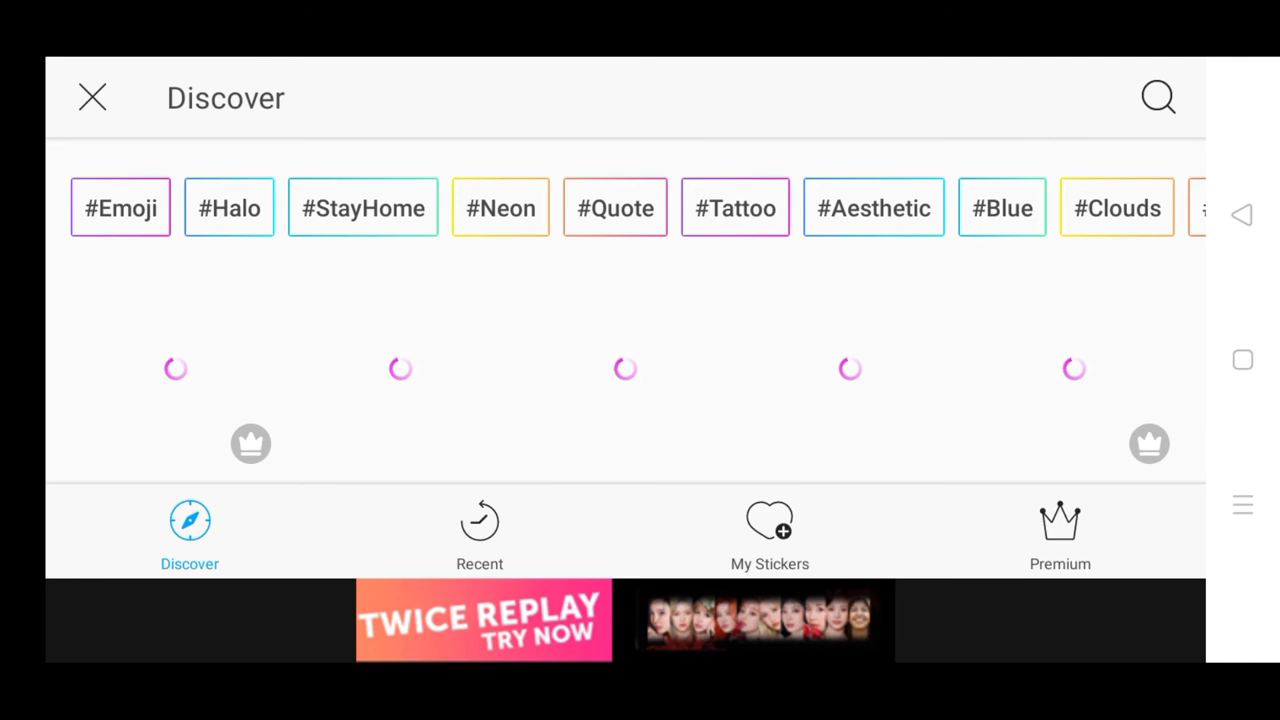 Discover
#Emoji #Halo #StayHome #Neon #Quote #Tattoo #Aesthetic #Blue #Clouds
Discover Recent My Stickers Premium
TWICE REPLAY
TRY NOW